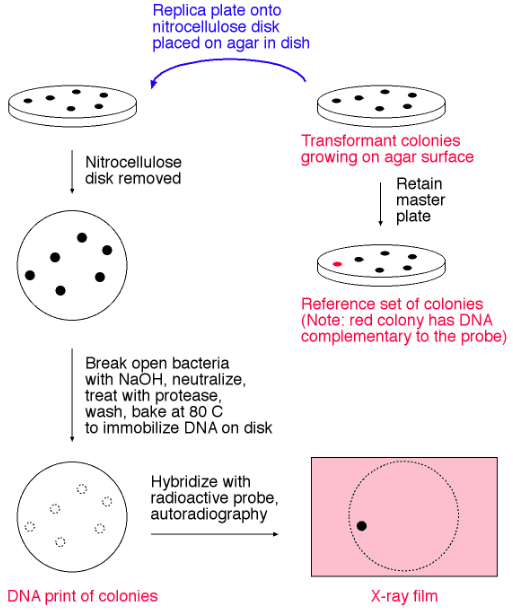 Replica plate onto
nitrocellulose disk
placed on agar in dish
Transformant colonies
growing on agar surface
Nitrocellulose
disk removed
Retain
master
plate
Reference set of colonies
(Note: red colony has DNA
complementary to the probe)
Break open bacteria
with NaOH, neutralize,
treat with protease,
wash, bake at 80 C
to immobilize DNA on disk
Hybridize with
radioactive probe,
autoradiography
DNA print of colonies
X-ray film